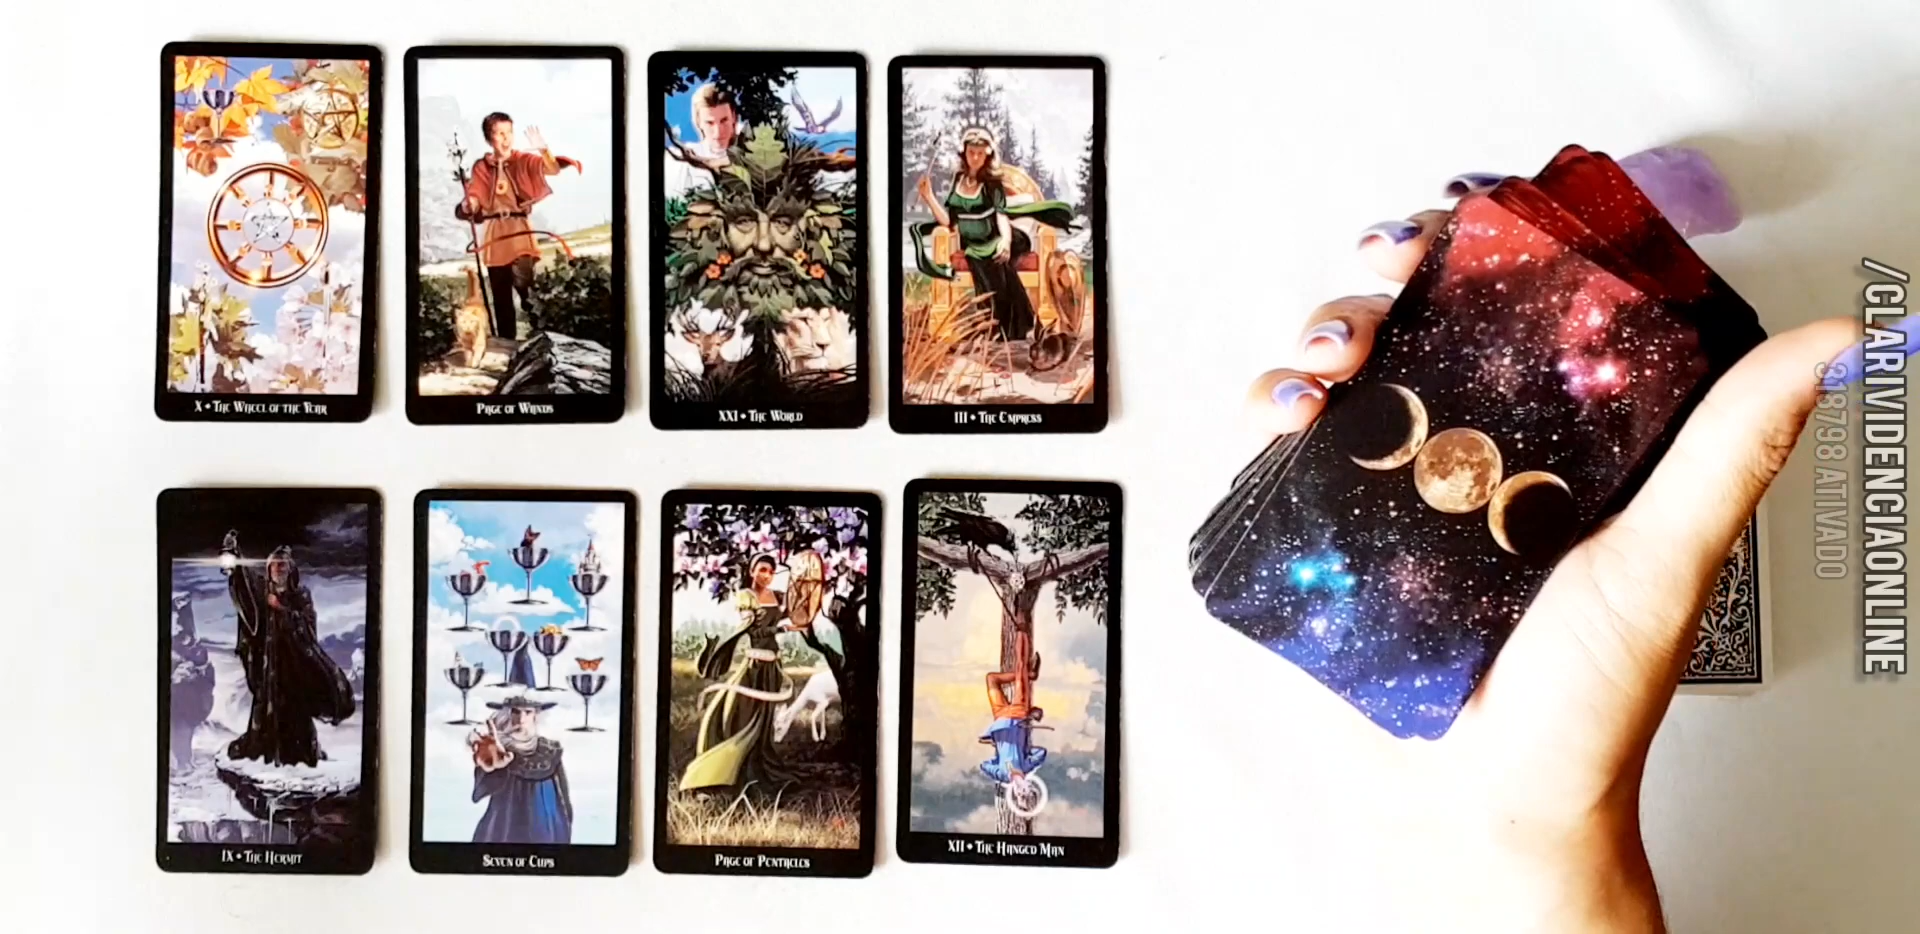 X • The Wheel of the Year
Page of Wands
XXI • The World
III • The Empress
IX • The Hermit
Seven of Cups
Page of Pentacles
XII • The Hanged Man
/CLARIVIDENCIAONLINE
318798 ATIVADO